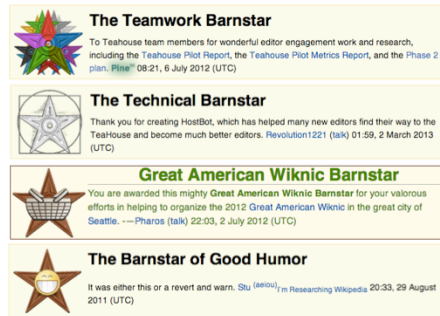 The Teamwork Barnstar
To Teahouse team members for wonderful editor engagement work and research,
including the Teahouse Pilot Report, the Teahouse Pilot Metrics Report, and the Phase 2
plan. Pine✉ 08:21, 6 July 2012 (UTC)
The Technical Barnstar
Thank you for creating HostBot, which has helped many new editors find their way to the
TeaHouse and become much better editors. Revolution1221 (talk) 01:59, 2 March 2013
(UTC)
Great American Wiknic Barnstar
You are awarded this mighty Great American Wiknic Barnstar for your valorous
efforts in helping to organize the 2012 Great American Wiknic in the great city of
Seattle. -—Pharos (talk) 22:03, 2 July 2012 (UTC)
The Barnstar of Good Humor
It was either this or a revert and warn. Stu (aeiou) I'm Researching Wikipedia 20:33, 29 August
2011 (UTC)